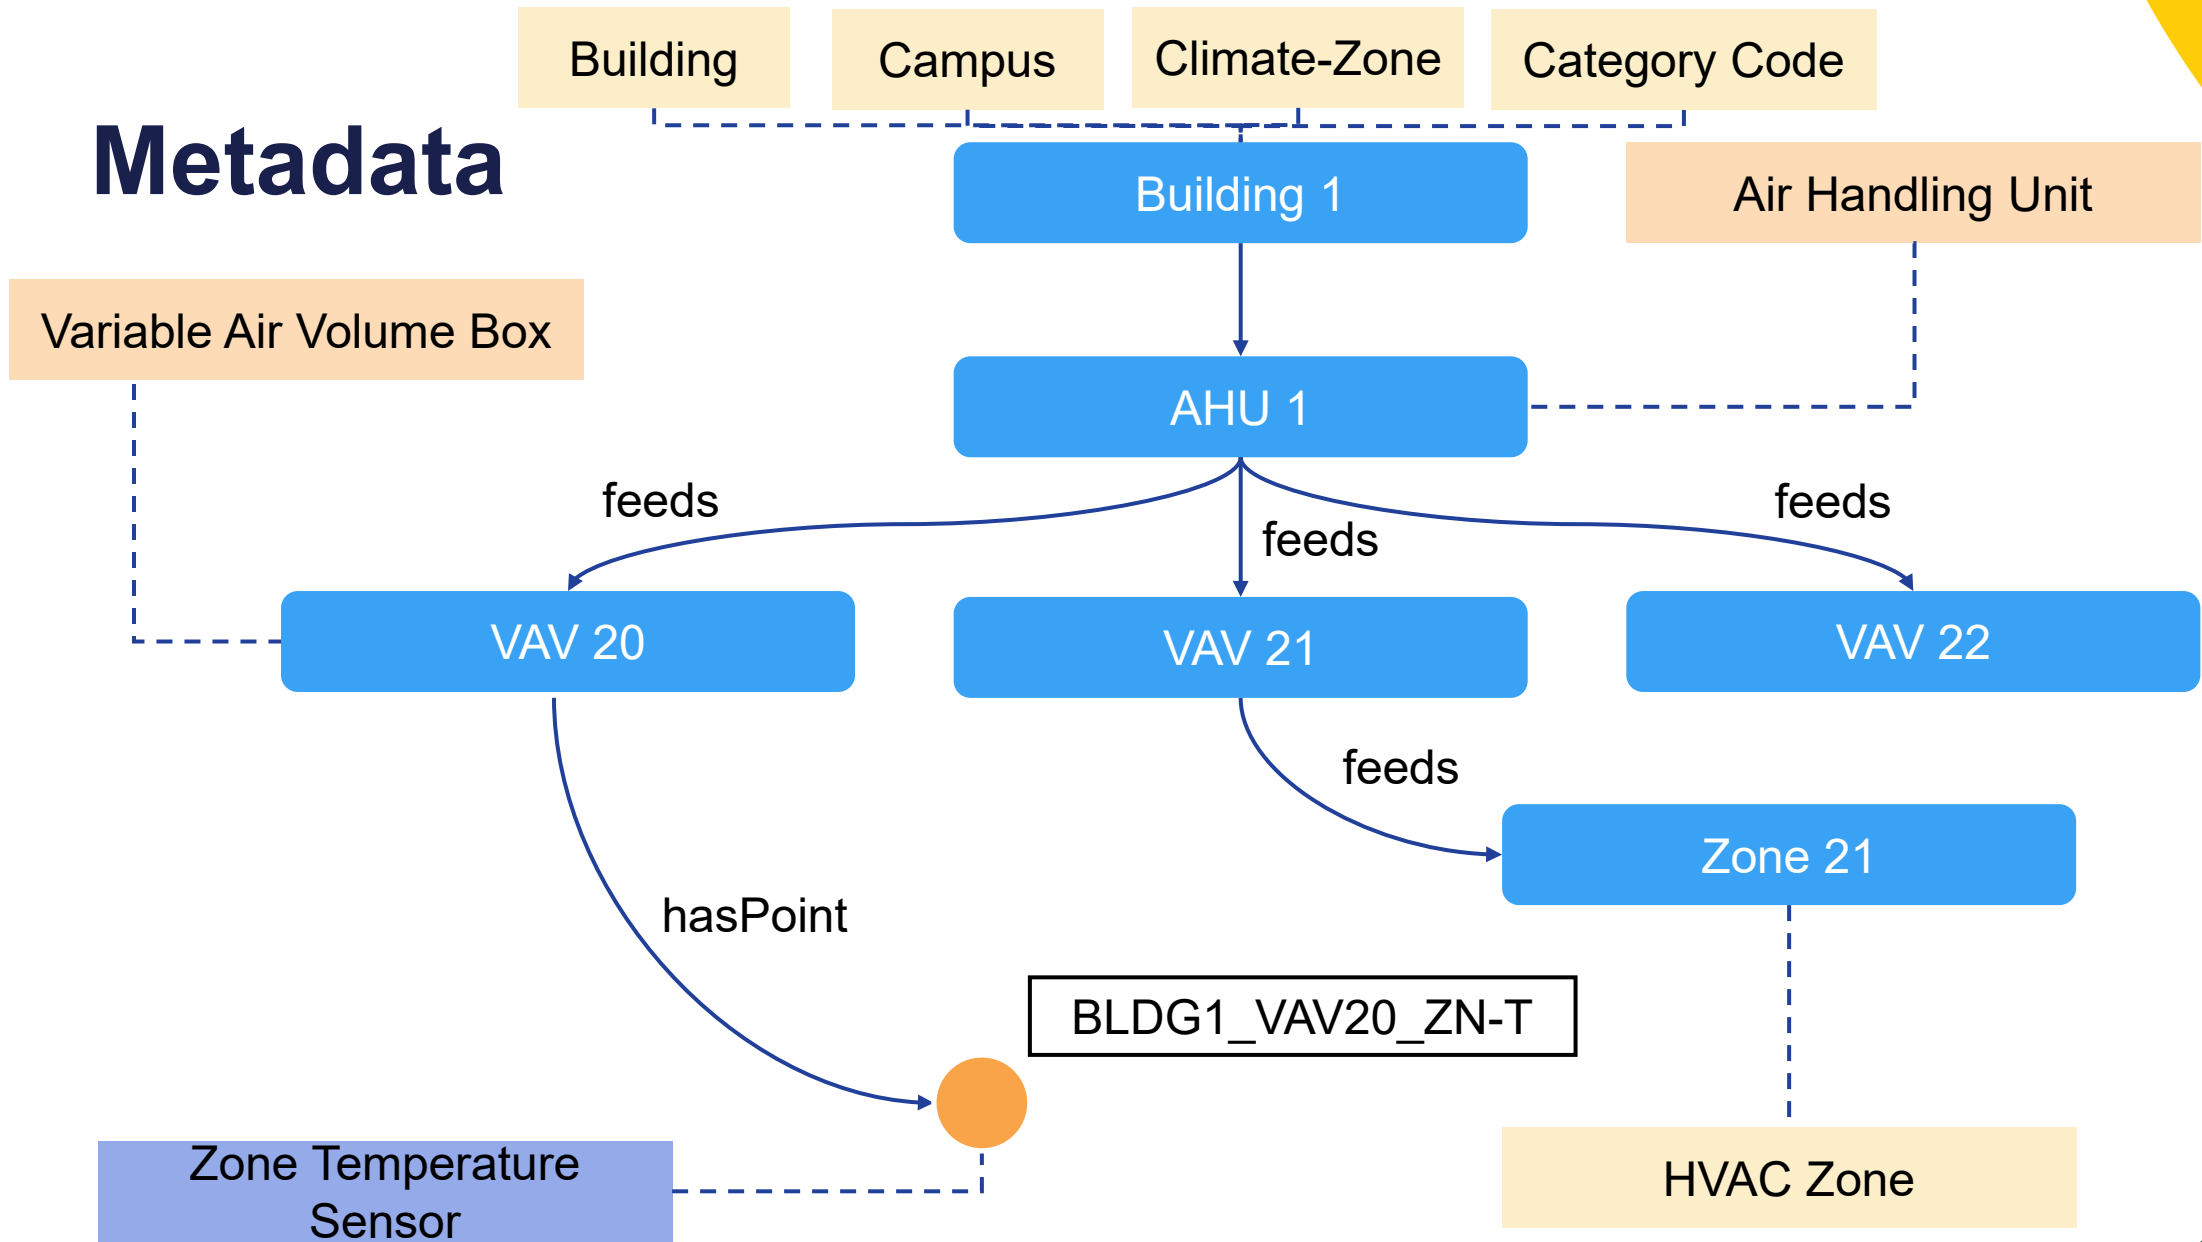 Building
Campus
Climate-Zone
Category Code
Metadata
Building 1
Air Handling Unit
Variable Air Volume Box
AHU 1
feeds
feeds
feeds
VAV 20
VAV 21
VAV 22
feeds
Zone 21
hasPoint
BLDG1_VAV20_ZN-T
Zone Temperature
Sensor
HVAC Zone